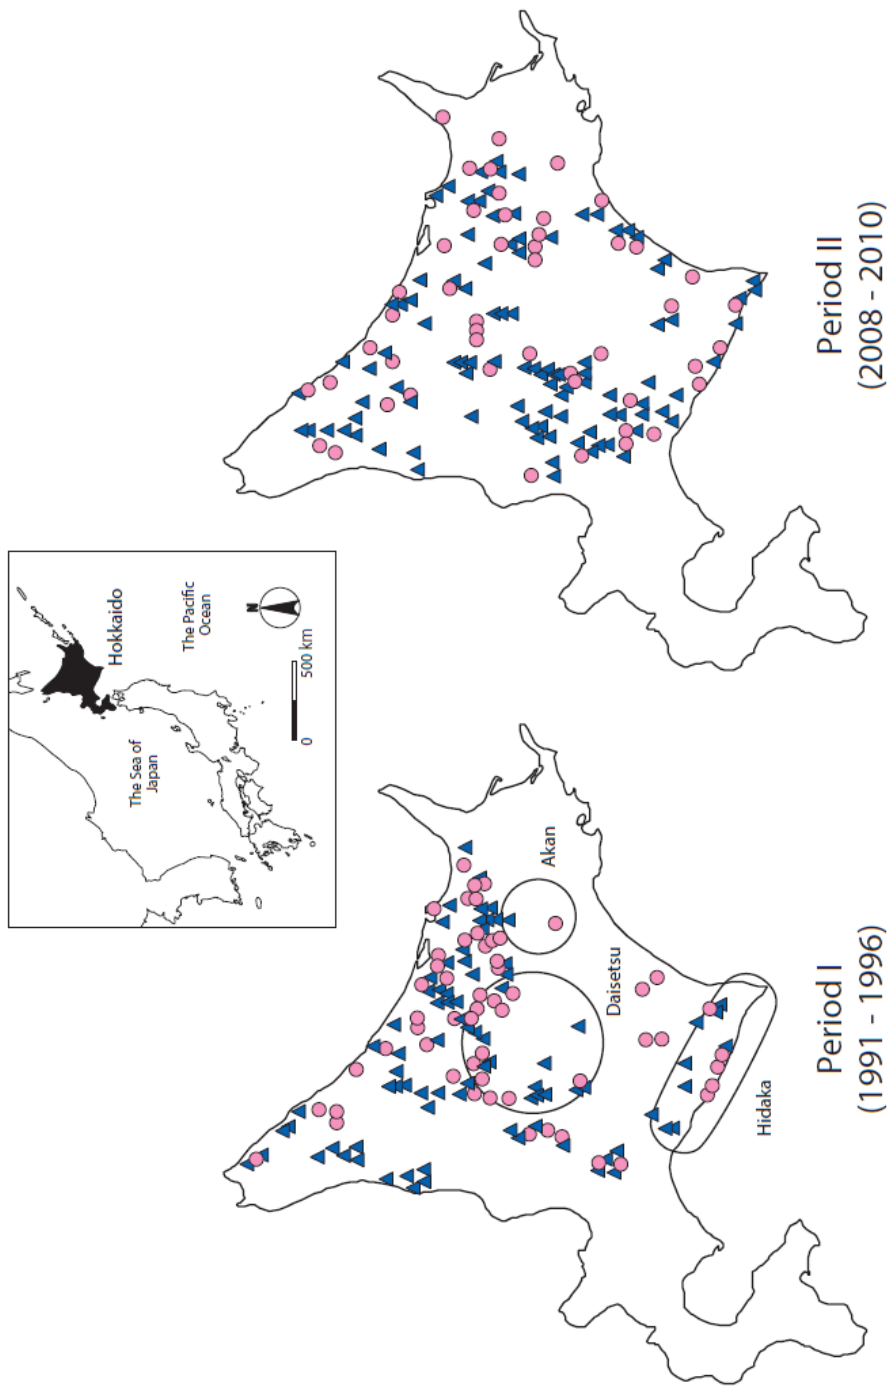 Hokkaido
The Pacific
Ocean
The Sea of
Japan
N
0
500 km
Akan
Daisetsu
Hidaka
Period I
(1991 - 1996)
Period II
(2008 - 2010)